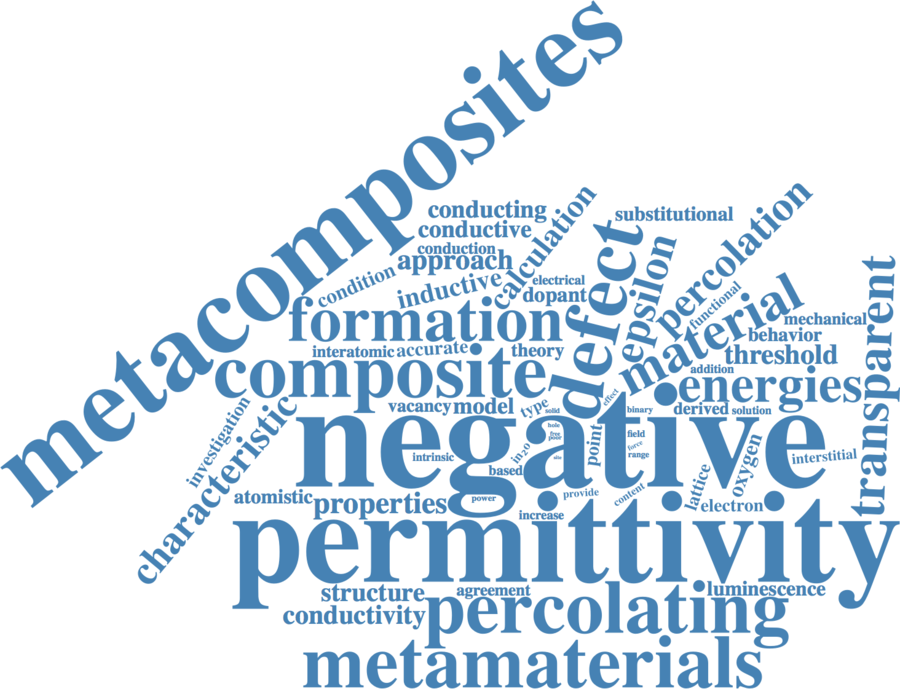 metacomposites
conducting
conductive
conduction
approach
calculation
substitutional
condition
inductive
electrical
dopant
defect
epsilon
percolation
functional
material
transparent
formation
mechanical
behavior
interatomic
accurate
theory
threshold
composite
addition
energies
investigation
characteristic
vacancy
model
type
solid
effect
binary
derived
solution
negative
hole
free
point
field
force
range
intrinsic
in2o
based
lattice
oxygen
interstitial
atomistic
properties
power
provide
content
electron
increase
permittivity
structure
agreement
luminescence
conductivity
percolating
metamaterials